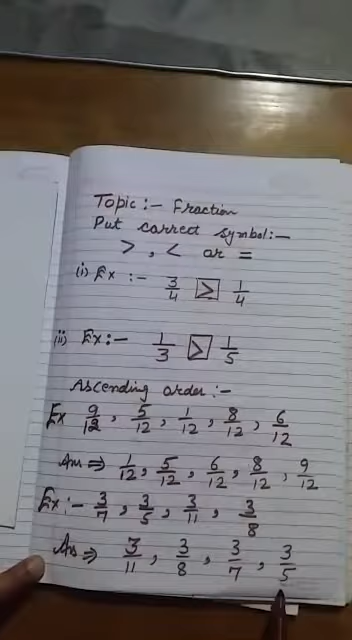 Topic:- Fraction
Put correct symbol:-
> , < or =
(i) Ex :- 3/4 > 1/4
(ii) Ex:- 1/3 > 1/5
Ascending order:-
Ex 9/12, 5/12, 1/12, 8/12, 6/12
Ans ⇒ 1/12, 5/12, 6/12, 8/12, 9/12
Ex:- 3/7, 3/5, 3/11, 3/8
Ans ⇒ 3/11, 3/8, 3/7, 3/5